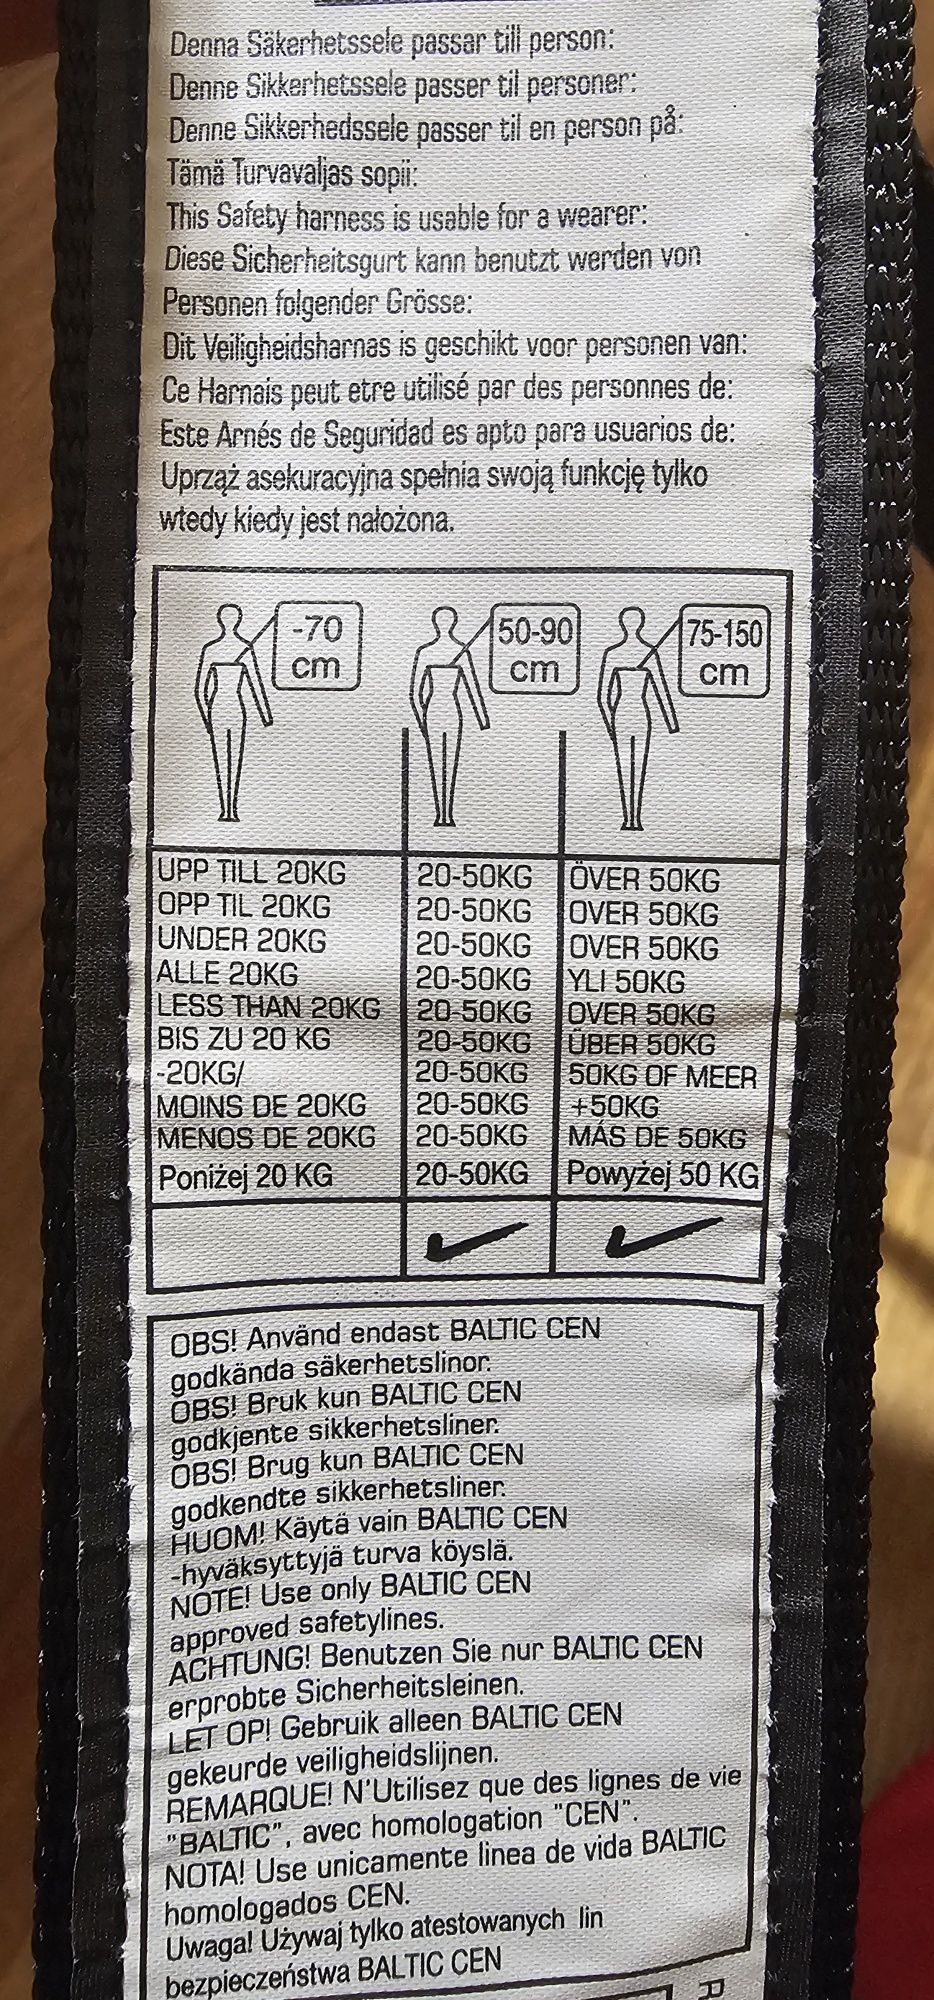 Denna Säkerhetssele passar till person:
Denne Sikkerhetssele passer til personer:
Denne Sikkerhedssele passer til en person på:
Tämä Turvavaljas sopii:
This Safety harness is usable for a wearer:
Diese Sicherheitsgurt kann benutzt werden von
Personen folgender Grösse:
Dit Veiligheidsharnas is geschikt voor personen van:
Ce Harnais peut etre utilisé par des personnes de:
Este Arnés de Seguridad es apto para usuarios de:
Uprząż asekuracyjna spełnia swoją funkcję tylko
wtedy kiedy jest nałożona.
-70 cm 50-90 cm 75-150 cm
UPP TILL 20KG 20-50KG ÖVER 50KG
OPP TIL 20KG 20-50KG OVER 50KG
UNDER 20KG 20-50KG OVER 50KG
ALLE 20KG 20-50KG YLI 50KG
LESS THAN 20KG 20-50KG OVER 50KG
BIS ZU 20 KG 20-50KG ÜBER 50KG
-20KG/ 20-50KG 50KG OF MEER
MOINS DE 20KG 20-50KG +50KG
MENOS DE 20KG 20-50KG MÁS DE 50KG
Poniżej 20 KG 20-50KG Powyżej 50 KG
OBS! Använd endast BALTIC CEN
godkända säkerhetslinor.
OBS! Bruk kun BALTIC CEN
godkjente sikkerhetsliner.
OBS! Brug kun BALTIC CEN
godkendte sikkerhetsliner.
HUOM! Käytä vain BALTIC CEN
-hyväksyttyjä turva köyslä.
NOTE! Use only BALTIC CEN
approved safetylines.
ACHTUNG! Benutzen Sie nur BALTIC CEN
erprobte Sicherheitsleinen.
LET OP! Gebruik alleen BALTIC CEN
gekeurde veiligheidslijnen.
REMARQUE! N'Utilisez que des lignes de vie
"BALTIC", avec homologation "CEN".
NOTA! Use unicamente linea de vida BALTIC
homologados CEN.
Uwaga! Używaj tylko atestowanych lin
bezpieczeństwa BALTIC CEN